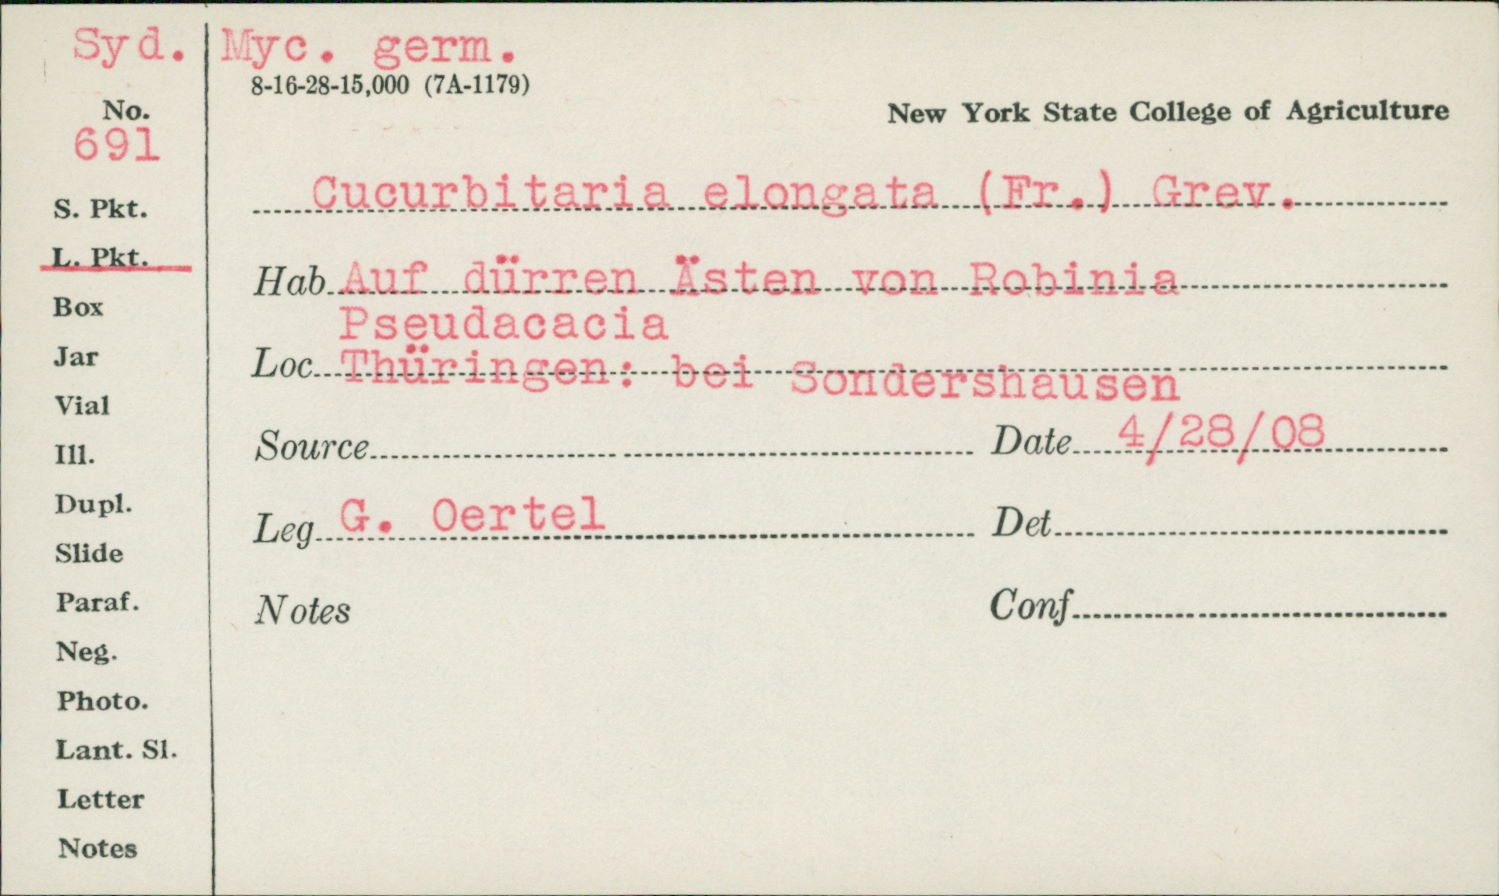 Syd. Myc. germ.
8-16-28-15,000 (7A-1179)
No.
New York State College of Agriculture
691
Cucurbitaria elongata (Fr.) Grev.
S. Pkt.
L. Pkt.
Hab. Auf dürren Ästen von Robinia
Pseudacacia
Box
Jar
Loc. Thüringen: bei Sondershausen
Vial
Source
Date 4/28/08
Ill.
Dupl.
Leg. G. Oertel
Det
Slide
Paraf.
Notes
Conf
Neg.
Photo.
Lant. Sl.
Letter
Notes